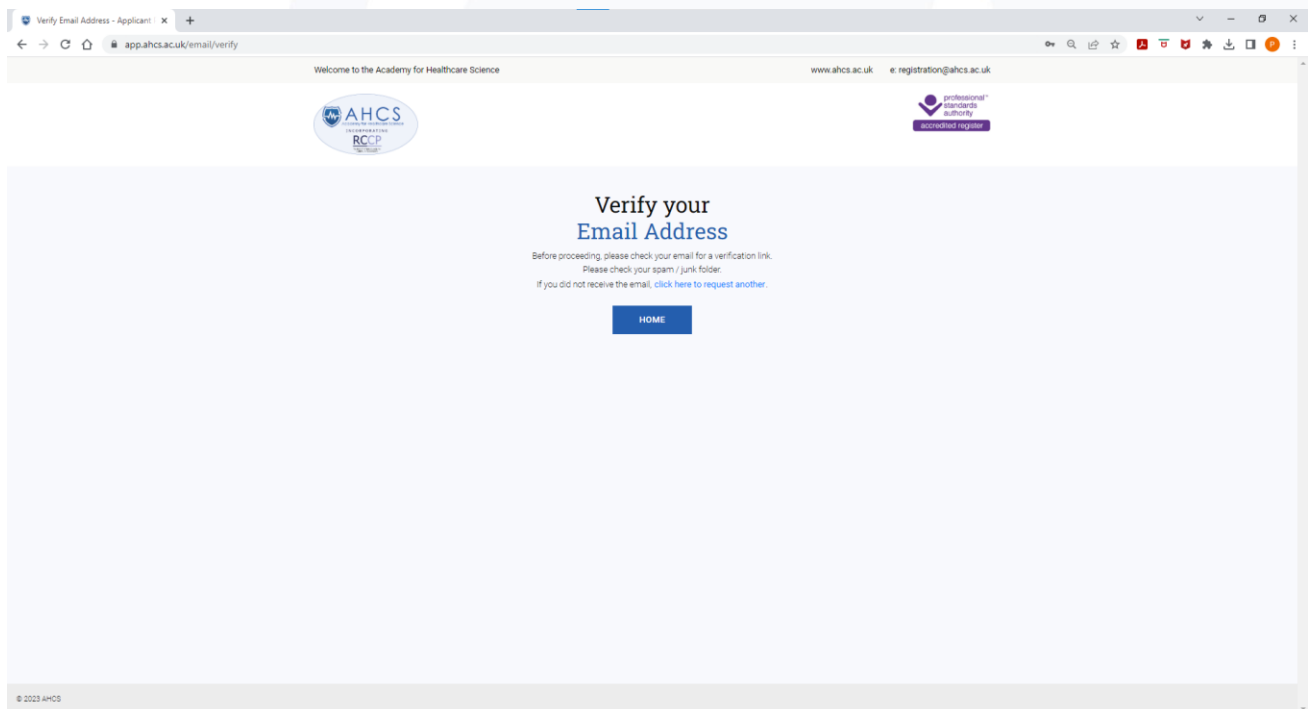 Verify Email Address - Applicant
app.ahcs.ac.uk/email/verify
P
Welcome to the Academy for Healthcare Science
www.ahcs.ac.uk e: registration@ahcs.ac.uk
AHCS
INCORPORATING
RCCP
professional
standards
authority
accredited register
Verify your
Email Address
Before proceeding, please check your email for a verification link.
Please check your spam / junk folder.
If you did not receive the email, click here to request another.
HOME
© 2023 AHCS